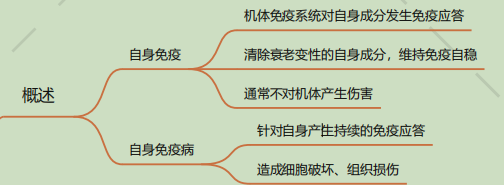 概述
自身免疫
机体免疫系统对自身成分发生免疫应答
清除衰老变性的自身成分，维持免疫自稳
通常不对机体产生伤害
自身免疫病
针对自身产生持续的免疫应答
造成细胞破坏、组织损伤